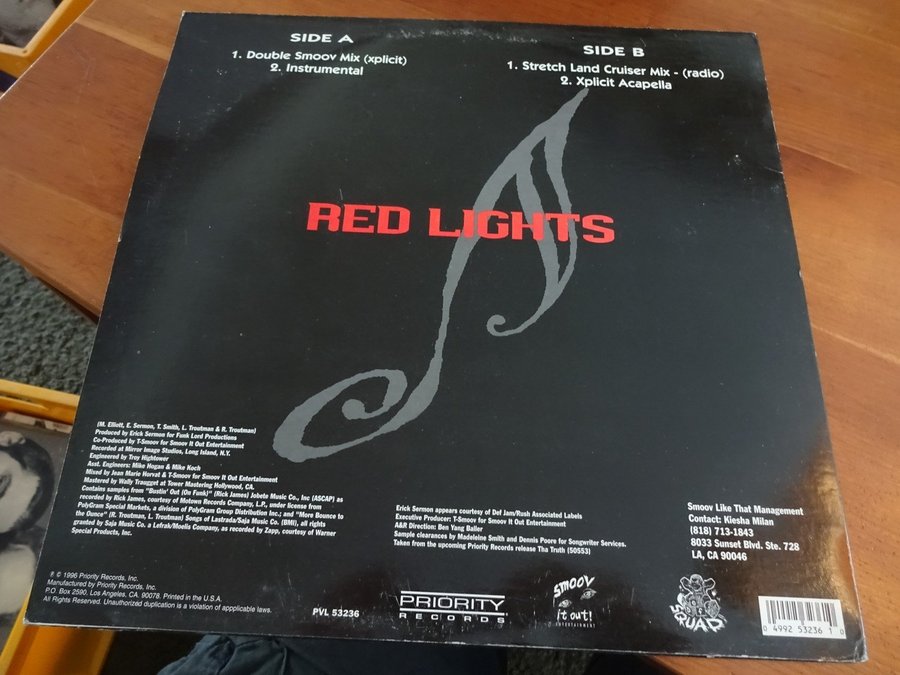 SIDE A
1. Double Smoov Mix (xplicit)
2. Instrumental
SIDE B
1. Stretch Land Cruiser Mix - (radio)
2. Xplicit Acapella
RED LIGHTS
(M. Elliott, E. Sermon, T. Smith, L. Troutman & R. Troutman)
Produced by Erick Sermon for Funk Lord Productions
Co-Produced by T-Smoov for Smoov It Out Entertainment
Recorded at Mirror Image Studios, Long Island, N.Y.
Engineered by Troy Hightower
Asst. Engineers: Mike Hogan & Mike Koch
Mixed by Jean Marie Horvat & T-Smoov for Smoov It Out Entertainment
Mastered by Wally Traugget at Tower Mastering Hollywood, CA.
Contains samples from "Bustin' Out (On Funk)" (Rick James) Jobete Music Co., Inc (ASCAP) as
recorded by Rick James, courtesy of Motown Records Company, L.P., under license from
PolyGram Special Markets, a division of PolyGram Group Distribution Inc.; and "More Bounce to
the Ounce" (R. Troutman, L. Troutman) Songs of Lastrada/Saja Music Co. (BMI), all rights
granted by Saja Music Co. a Lefrak/Moelis Company, as recorded by Zapp, courtesy of Warner
Special Products, Inc.
Erick Sermon appears courtesy of Def Jam/Rush Associated Labels
Executive Producer: T-Smoov for Smoov It Out Entertainment
A&R Direction: Ben Yang Baller
Sample clearances by Madeleine Smith and Dennis Poore for Songwriter Services.
Taken from the upcoming Priority Records release Tha Truth (50553)
Smoov Like That Management
Contact: Kiesha Milan
(818) 713-1843
8033 Sunset Blvd. Ste. 728
LA, CA 90046
℗ © 1996 Priority Records, Inc.
Manufactured by Priority Records, Inc.
P.O. Box 2590, Los Angeles, CA. 90078. Printed in the U.S.A.
All Rights Reserved. Unauthorized duplication is a violation of appplicable laws.
PVL 53236
PRIORITY
RECORDS®
SMOOV
it out!
ENTERTAINMENT
SQUAD
0 4992 53236 1 0